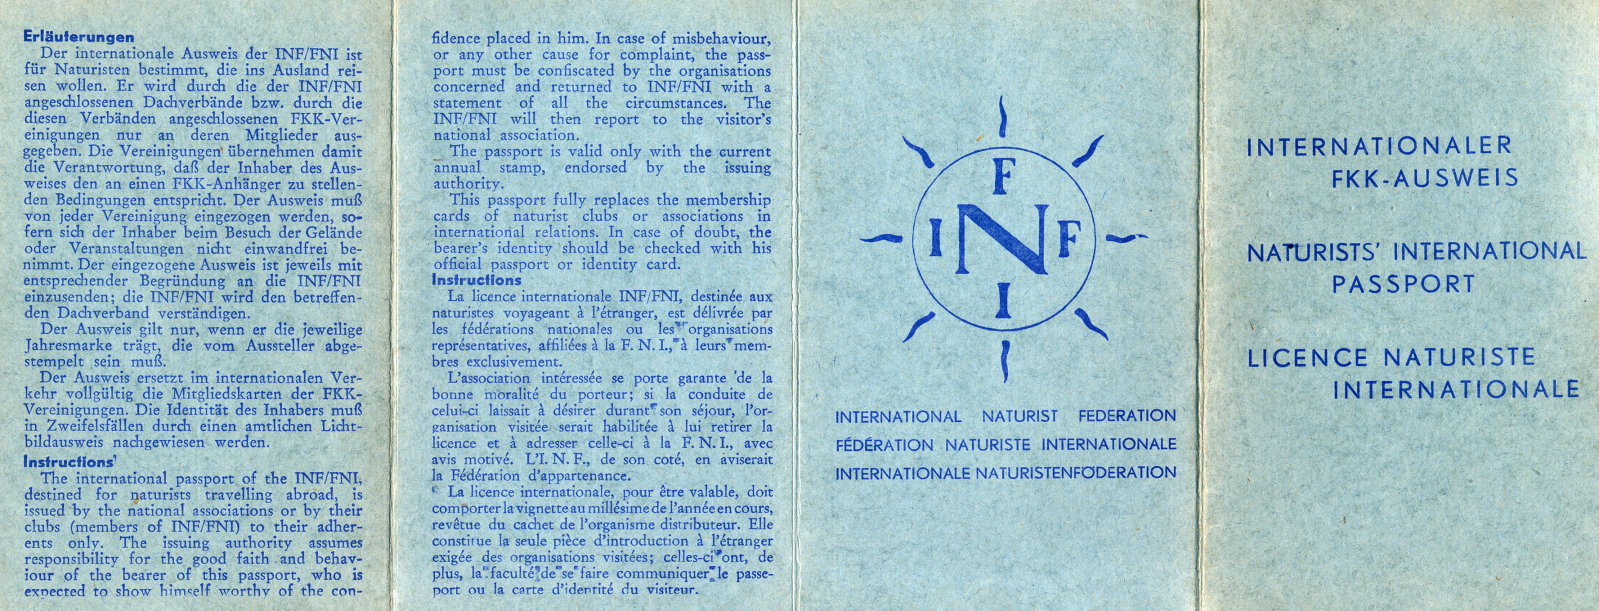 Erläuterungen
Der internationale Ausweis der INF/FNI ist
für Naturisten bestimmt, die ins Ausland rei-
sen wollen. Er wird durch die der INF/FNI
angeschlossenen Dachverbände bzw. durch die
diesen Verbänden angeschlossenen FKK-Ver-
einigungen nur an deren Mitglieder aus-
gegeben. Die Vereinigungen übernehmen damit
die Verantwortung, daß der Inhaber des Aus-
weises den an einen FKK-Anhänger zu stellen-
den Bedingungen entspricht. Der Ausweis muß
von jeder Vereinigung eingezogen werden, so-
fern sich der Inhaber beim Besuch der Gelände
oder Veranstaltungen nicht einwandfrei be-
nimmt. Der eingezogene Ausweis ist jeweils mit
entsprechender Begründung an die INF/FNI
einzusenden; die INF/FNI wird den betreffen-
den Dachverband verständigen.
Der Ausweis gilt nur, wenn er die jeweilige
Jahresmarke trägt, die vom Aussteller abge-
stempelt sein muß.
Der Ausweis ersetzt im internationalen Ver-
kehr vollgültig die Mitgliedskarten der FKK-
Vereinigungen. Die Identität des Inhabers muß
in Zweifelsfällen durch einen amtlichen Licht-
bildausweis nachgewiesen werden.
Instructions
The international passport of the INF/FNI,
destined for naturists travelling abroad, is
issued by the national associations or by their
clubs (members of INF/FNI) to their adher-
ents only. The issuing authority assumes
responsibility for the good faith and behav-
iour of the bearer of this passport, who is
expected to show himself worthy of the con-
fidence placed in him. In case of misbehaviour,
or any other cause for complaint, the pass-
port must be confiscated by the organisations
concerned and returned to INF/FNI with a
statement of all the circumstances. The
INF/FNI will then report to the visitor's
national association.
The passport is valid only with the current
annual stamp, endorsed by the issuing
authority.
This passport fully replaces the membership
cards of naturist clubs or associations in
international relations. In case of doubt, the
bearer's identity should be checked with his
official passport or identity card.
Instructions
La licence internationale INF/FNI, destinée aux
naturistes voyageant à l'étranger, est délivrée par
les fédérations nationales ou les organisations
représentatives, affiliées à la F. N. I., à leurs mem-
bres exclusivement.
L'association intéressée se porte garante de la
bonne moralité du porteur; si la conduite de
celui-ci laissait à désirer durant son séjour, l'or-
ganisation visitée serait habilitée à lui retirer la
licence et à adresser celle-ci à la F. N. I., avec
avis motivé. L'I. N. F., de son coté, en aviserait
la Fédération d'appartenance.
La licence internationale, pour être valable, doit
comporter la vignette au millésime de l'année en cours,
revêtue du cachet de l'organisme distributeur. Elle
constitue la seule pièce d'introduction à l'étranger
exigée des organisations visitées; celles-ci ont, de
plus, la faculté de se faire communiquer le passe-
port ou la carte d'identité du visiteur.
F
I N F
I
INTERNATIONAL NATURIST FEDERATION
FÉDÉRATION NATURISTE INTERNATIONALE
INTERNATIONALE NATURISTENFÖDERATION
INTERNATIONALER
FKK-AUSWEIS
NATURISTS' INTERNATIONAL
PASSPORT
LICENCE NATURISTE
INTERNATIONALE